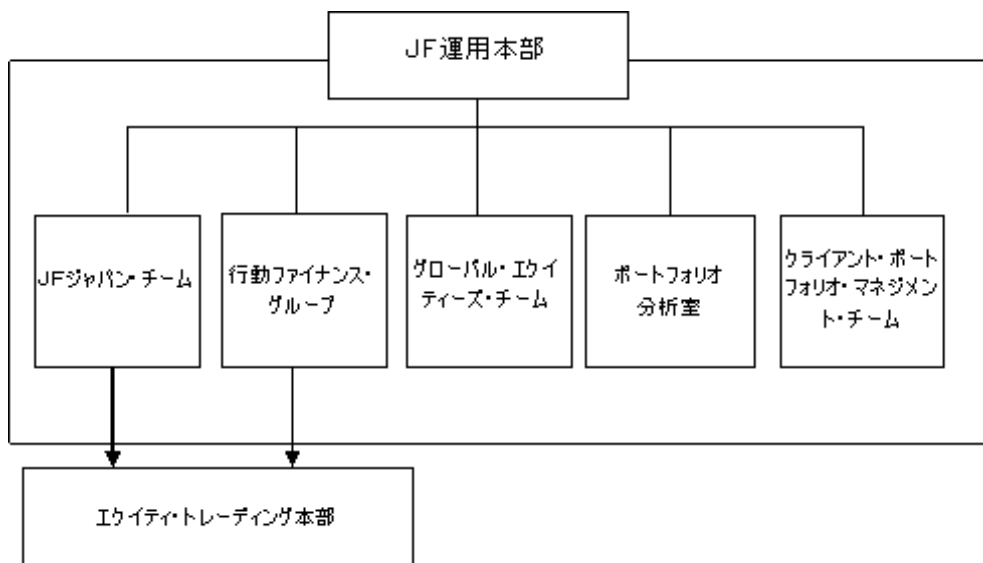 JF運用本部
JFジャパン・チーム
行動ファイナンス・
グループ
グローバル・エクイ
ティーズ・チーム
ポートフォリオ
分析室
クライアント・ポート
フォリオ・マネジメン
ト・チーム
エクイティ・トレーディング本部